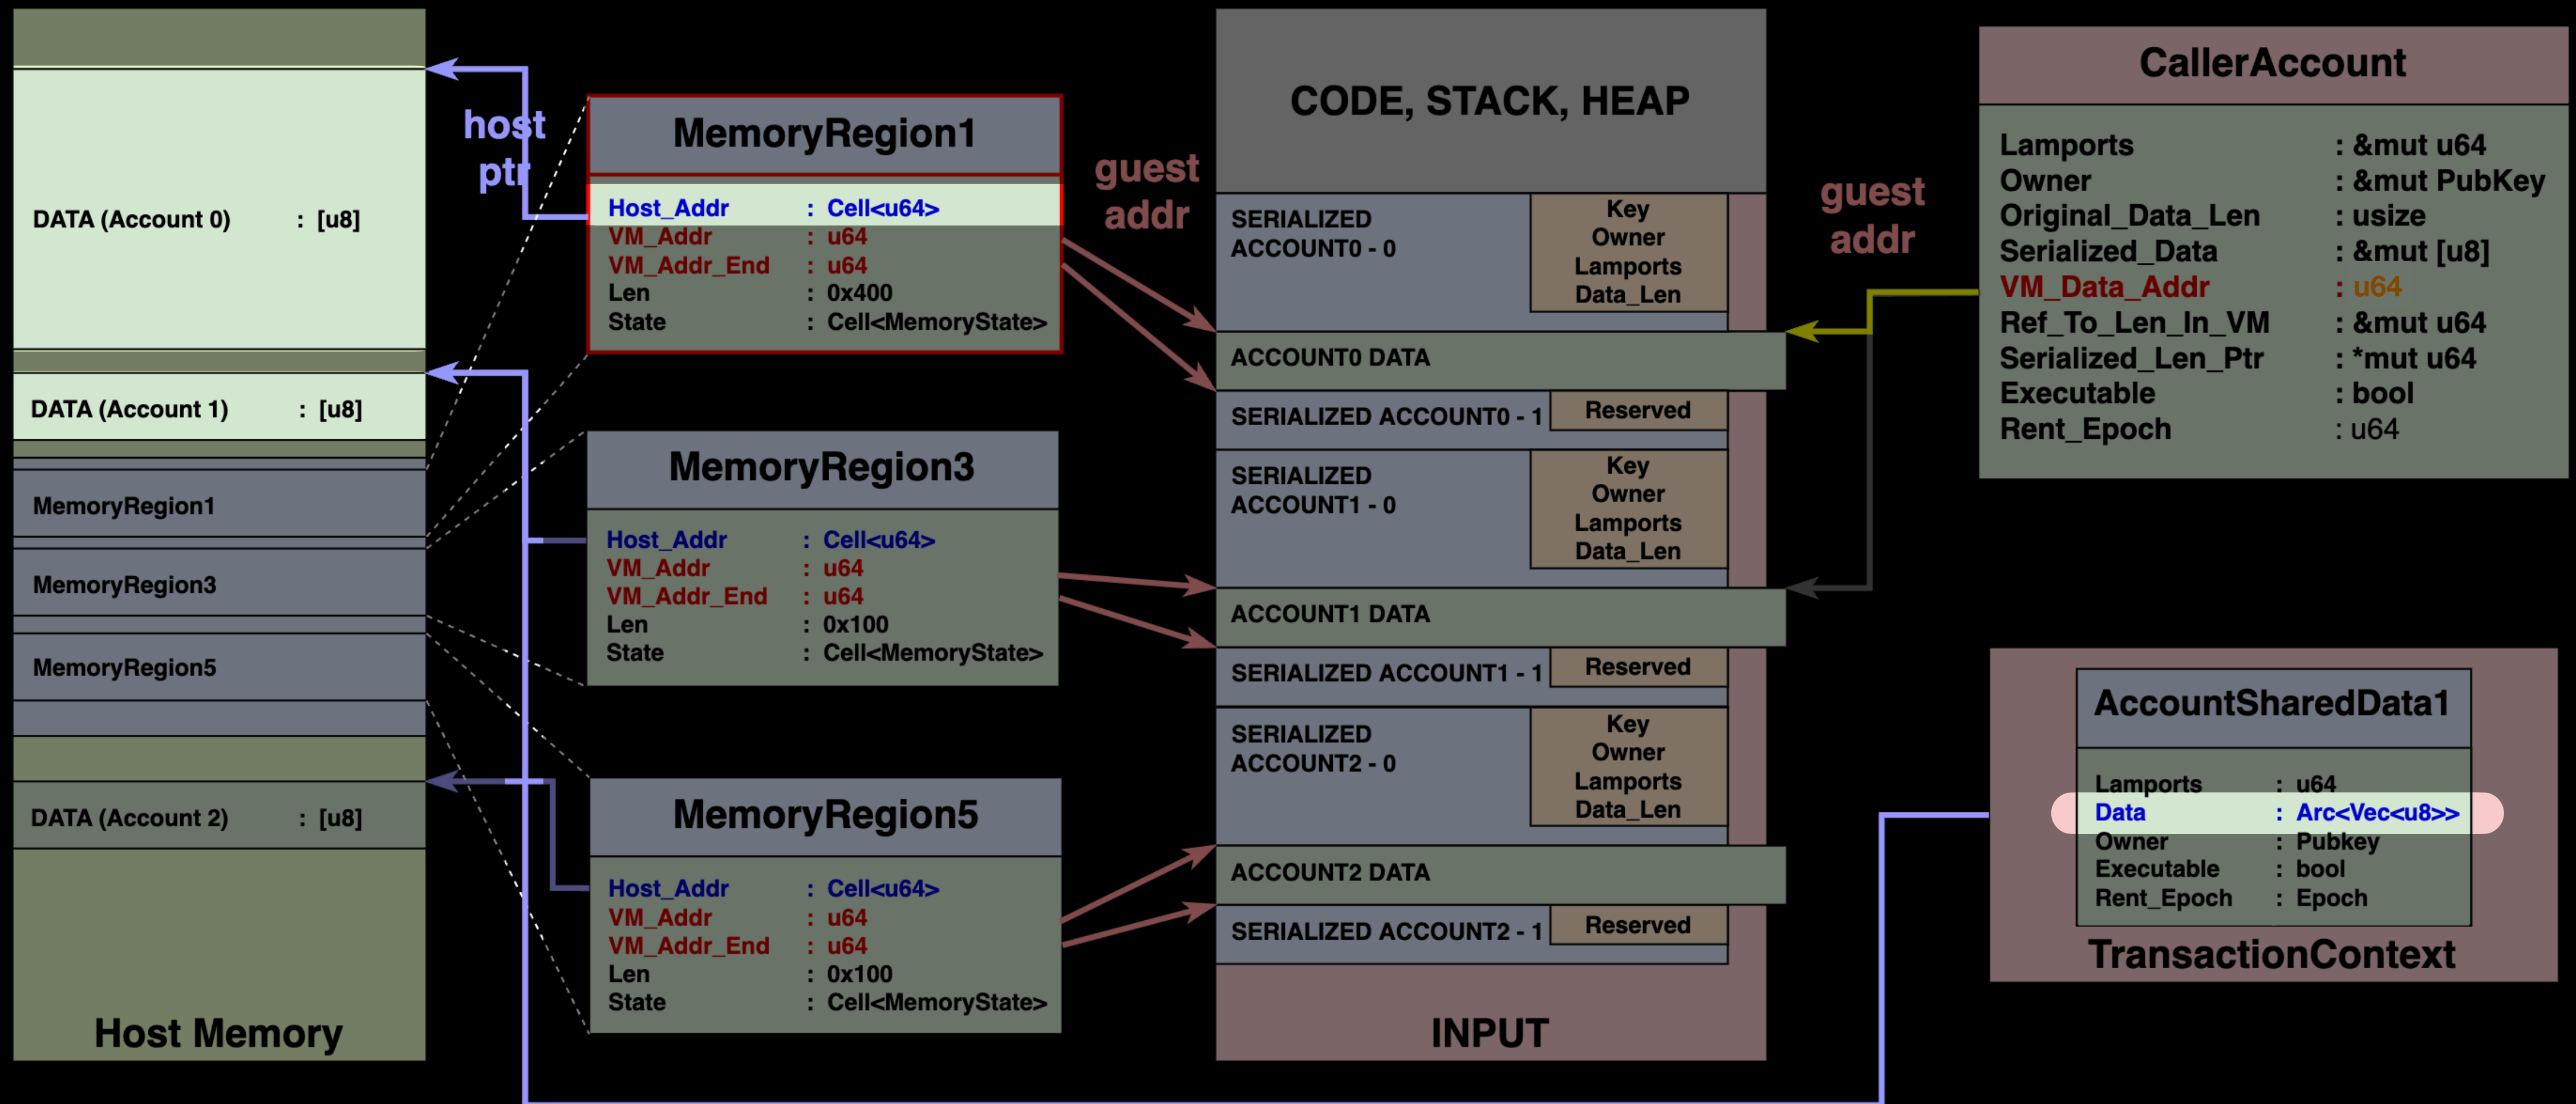 DATA (Account 0) : [u8]
DATA (Account 1) : [u8]
MemoryRegion1
MemoryRegion3
MemoryRegion5
DATA (Account 2) : [u8]
Host Memory
host
ptr
MemoryRegion1
Host_Addr : Cell<u64>
VM_Addr : u64
VM_Addr_End : u64
Len : 0x400
State : Cell<MemoryState>
MemoryRegion3
Host_Addr : Cell<u64>
VM_Addr : u64
VM_Addr_End : u64
Len : 0x100
State : Cell<MemoryState>
MemoryRegion5
Host_Addr : Cell<u64>
VM_Addr : u64
VM_Addr_End : u64
Len : 0x100
State : Cell<MemoryState>
guest
addr
CODE, STACK, HEAP
SERIALIZED
ACCOUNT0 - 0
Key
Owner
Lamports
Data_Len
ACCOUNT0 DATA
SERIALIZED ACCOUNT0 - 1
Reserved
SERIALIZED
ACCOUNT1 - 0
Key
Owner
Lamports
Data_Len
ACCOUNT1 DATA
SERIALIZED ACCOUNT1 - 1
Reserved
SERIALIZED
ACCOUNT2 - 0
Key
Owner
Lamports
Data_Len
ACCOUNT2 DATA
SERIALIZED ACCOUNT2 - 1
Reserved
INPUT
guest
addr
CallerAccount
Lamports : &mut u64
Owner : &mut PubKey
Original_Data_Len : usize
Serialized_Data : &mut [u8]
VM_Data_Addr : u64
Ref_To_Len_In_VM : &mut u64
Serialized_Len_Ptr : *mut u64
Executable : bool
Rent_Epoch : u64
AccountSharedData1
Lamports : u64
Data : Arc<Vec<u8>>
Owner : Pubkey
Executable : bool
Rent_Epoch : Epoch
TransactionContext